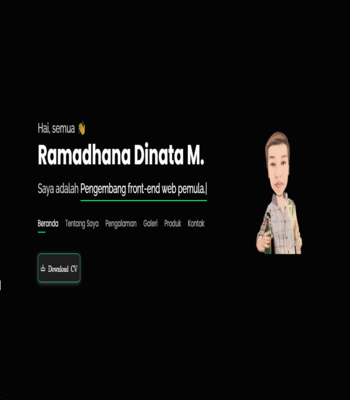 Hai, semua 👋
Ramadhana Dinata M.
Saya adalah Pengembang front-end web pemula.|
Beranda Tentang Saya Pengalaman Galeri Produk Kontak
Download CV